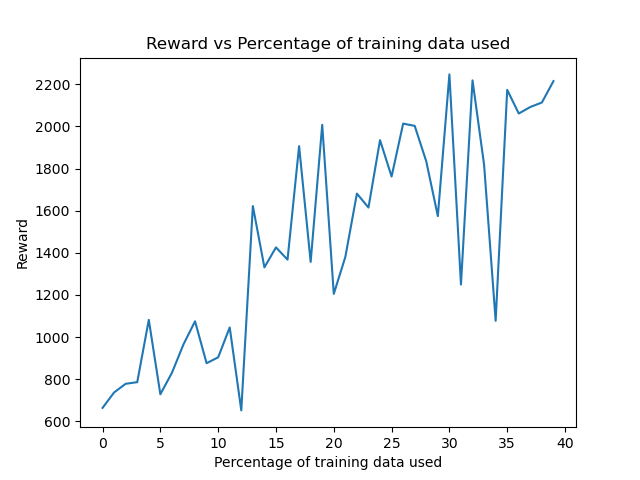 Reward vs Percentage of training data used
2200
2000
1800
1600
1400
1200
1000
800
600
Reward
0 5 10 15 20 25 30 35 40
Percentage of training data used